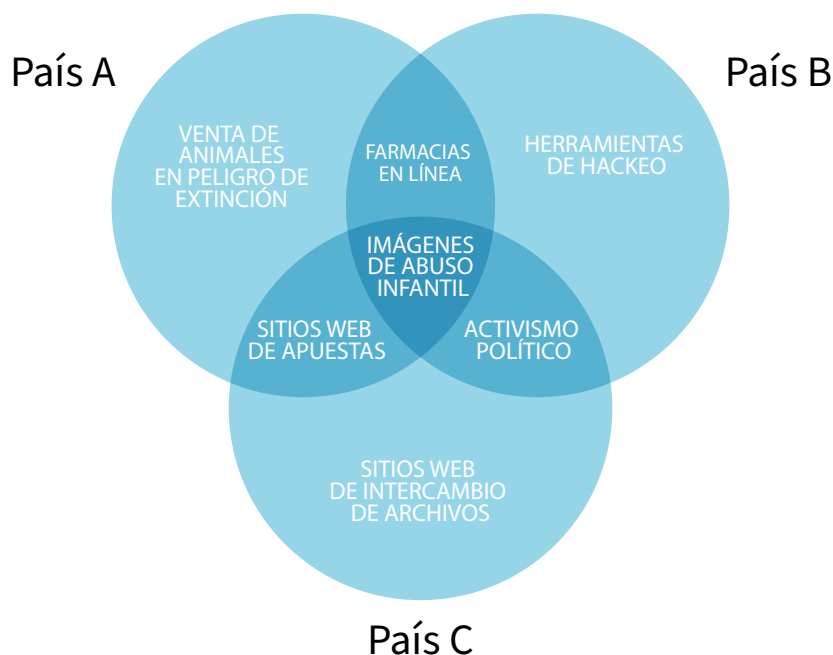 País A
País B
VENTA DE
ANIMALES
EN PELIGRO DE
EXTINCIÓN
FARMACIAS
EN LÍNEA
HERRAMIENTAS
DE HACKEO
IMÁGENES
DE ABUSO
INFANTIL
SITIOS WEB
DE APUESTAS
ACTIVISMO
POLÍTICO
SITIOS WEB
DE INTERCAMBIO
DE ARCHIVOS
País C